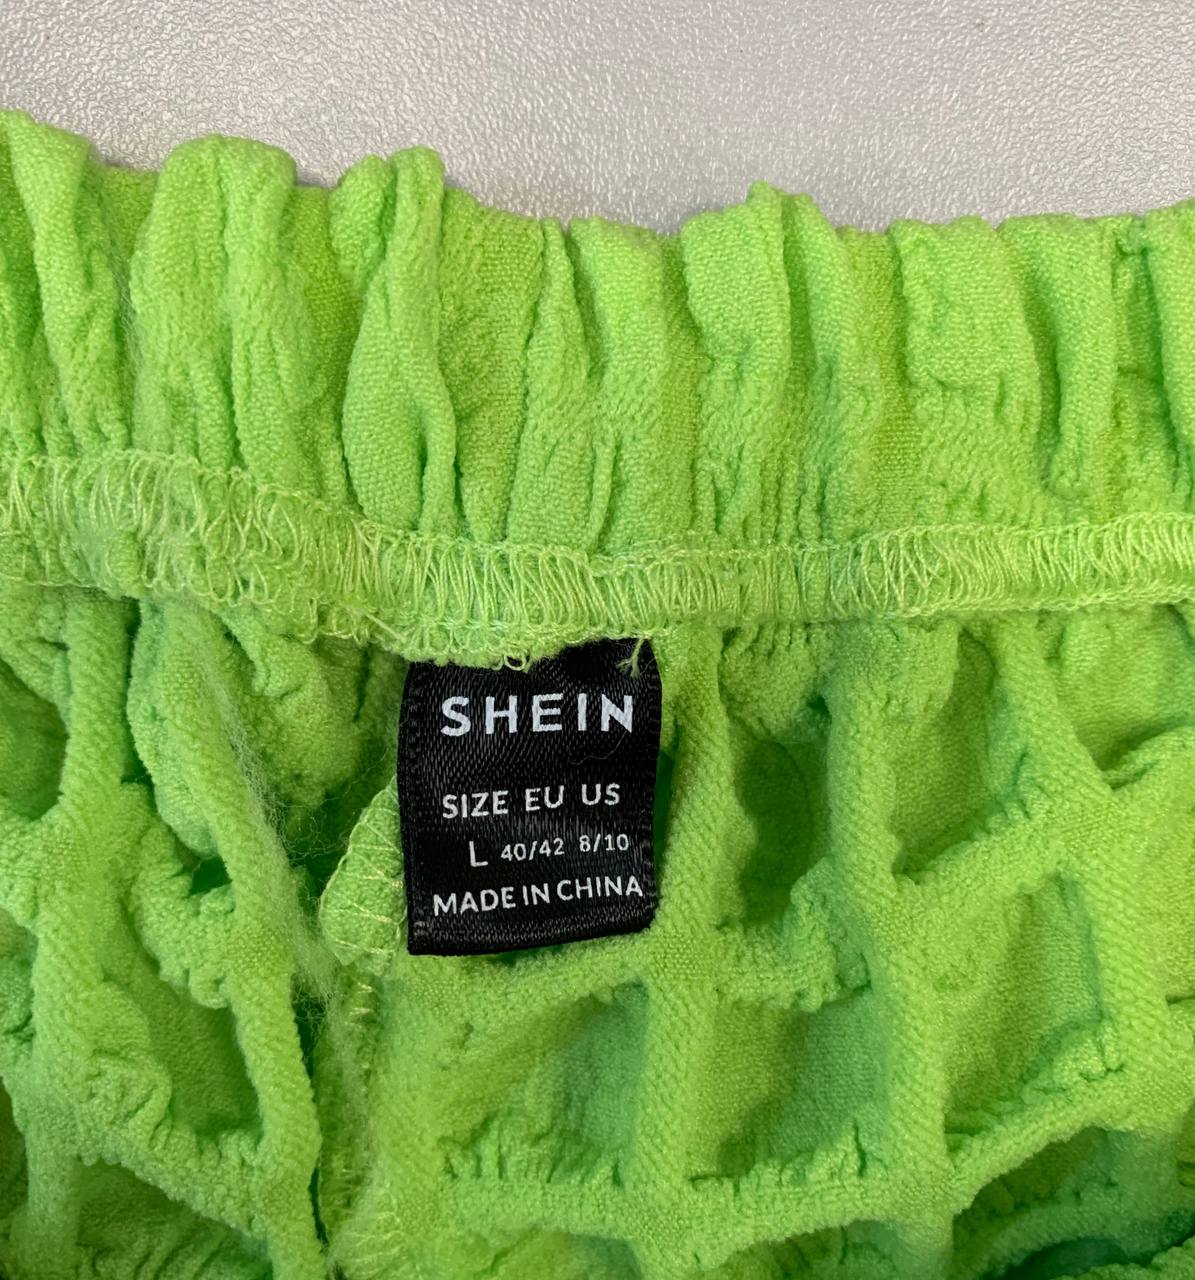 SHEIN
SIZE EU US
L 40/42 8/10
MADE IN CHINA